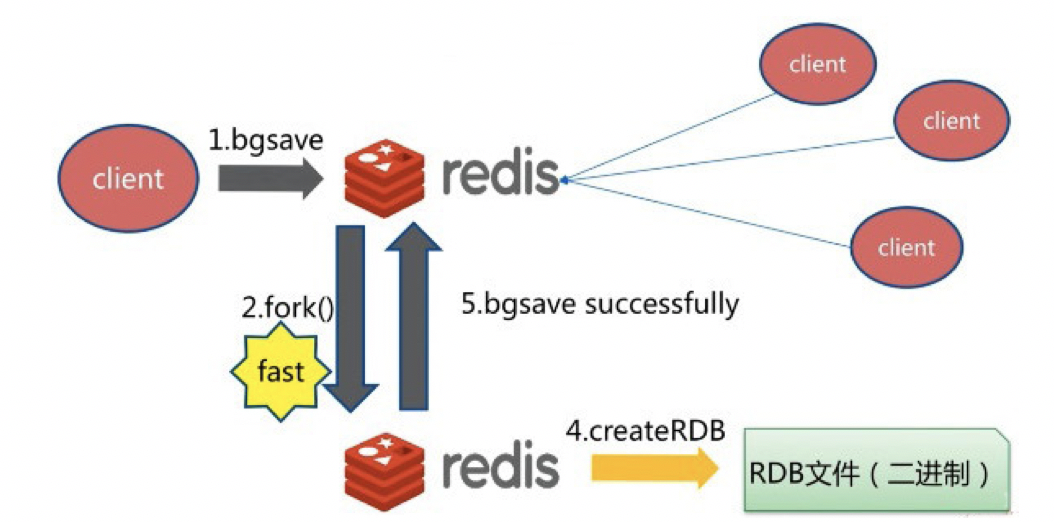 client
client
1.bgsave
client
redis
client
2.fork()
5.bgsave successfully
fast
4.createRDB
redis
RDB文件（二进制）